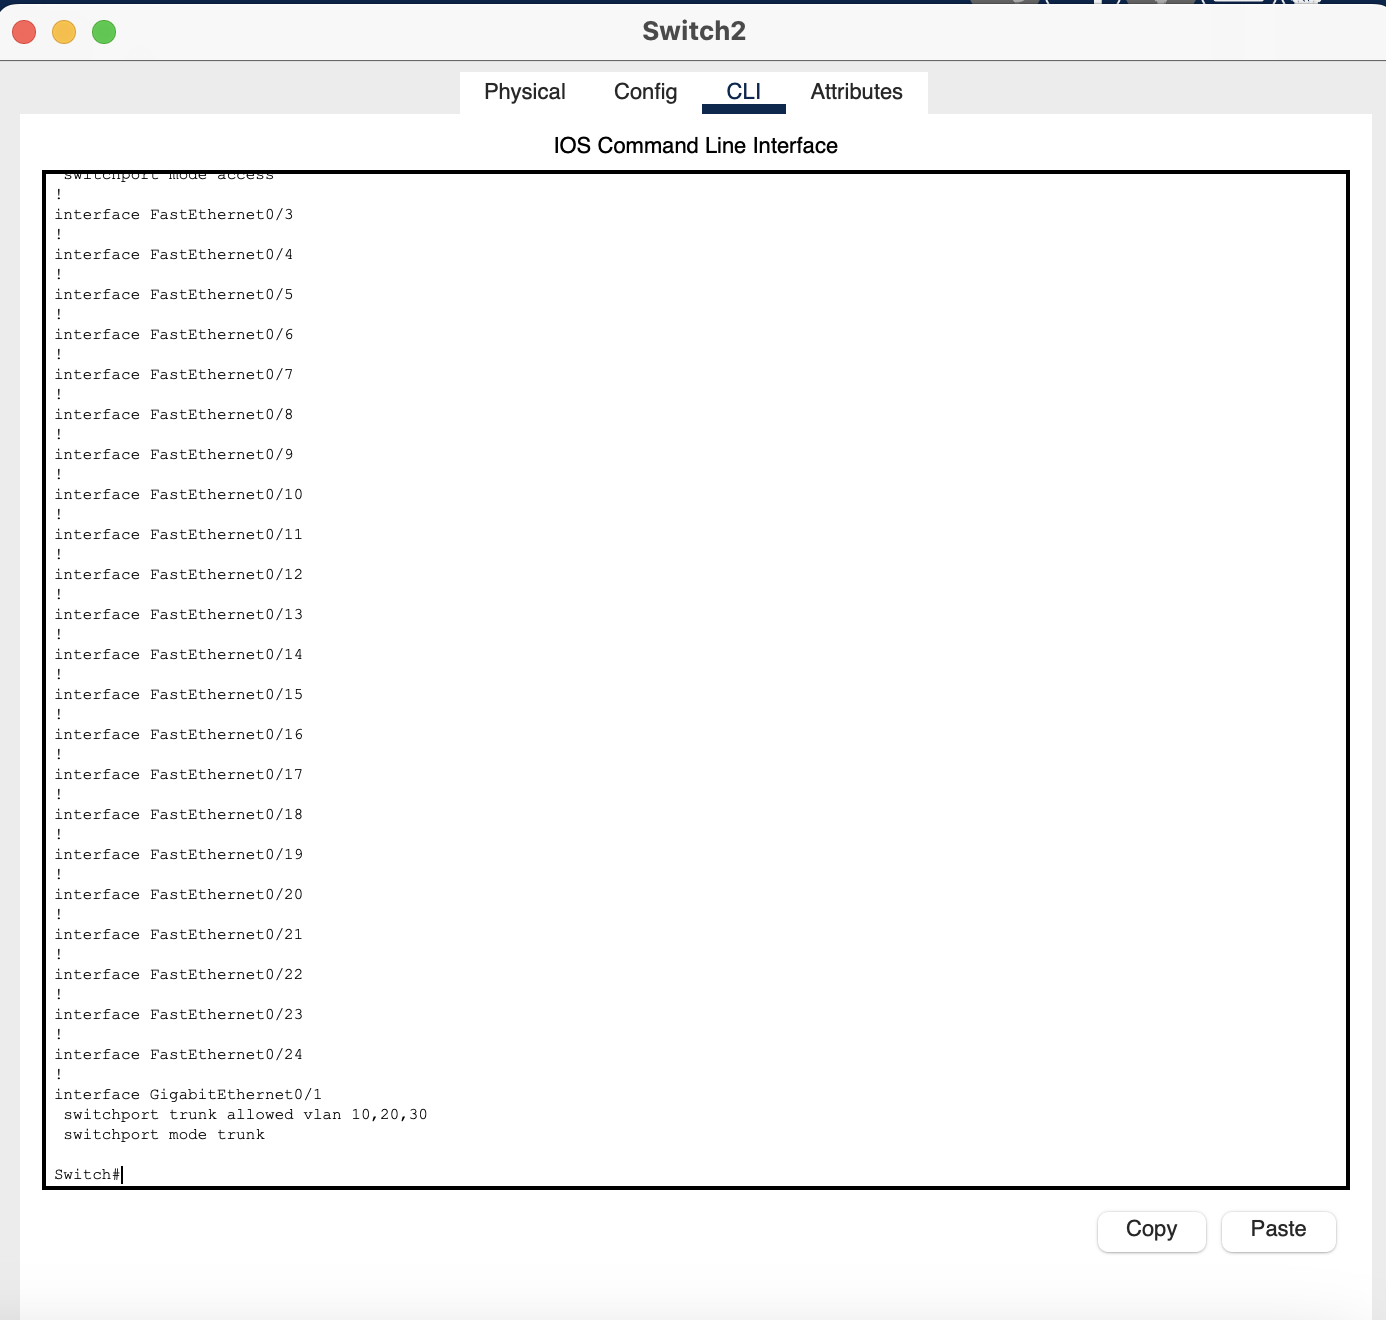 Switch2
Physical Config CLI Attributes
IOS Command Line Interface
switchport mode access
!
interface FastEthernet0/3
!
interface FastEthernet0/4
!
interface FastEthernet0/5
!
interface FastEthernet0/6
!
interface FastEthernet0/7
!
interface FastEthernet0/8
!
interface FastEthernet0/9
!
interface FastEthernet0/10
!
interface FastEthernet0/11
!
interface FastEthernet0/12
!
interface FastEthernet0/13
!
interface FastEthernet0/14
!
interface FastEthernet0/15
!
interface FastEthernet0/16
!
interface FastEthernet0/17
!
interface FastEthernet0/18
!
interface FastEthernet0/19
!
interface FastEthernet0/20
!
interface FastEthernet0/21
!
interface FastEthernet0/22
!
interface FastEthernet0/23
!
interface FastEthernet0/24
!
interface GigabitEthernet0/1
switchport trunk allowed vlan 10,20,30
switchport mode trunk
Switch#
Copy Paste